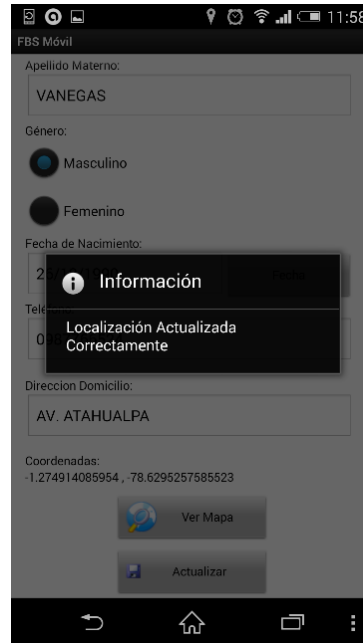 11:58
FBS Móvil
Apellido Materno:
VANEGAS
Género:
Masculino
Femenino
Fecha de Nacimiento:
Fecha
Información
Localización Actualizada
Correctamente
Direccion Domicilio:
AV. ATAHUALPA
Coordenadas:
-1.274914085954 , -78.6295257585523
Ver Mapa
Actualizar